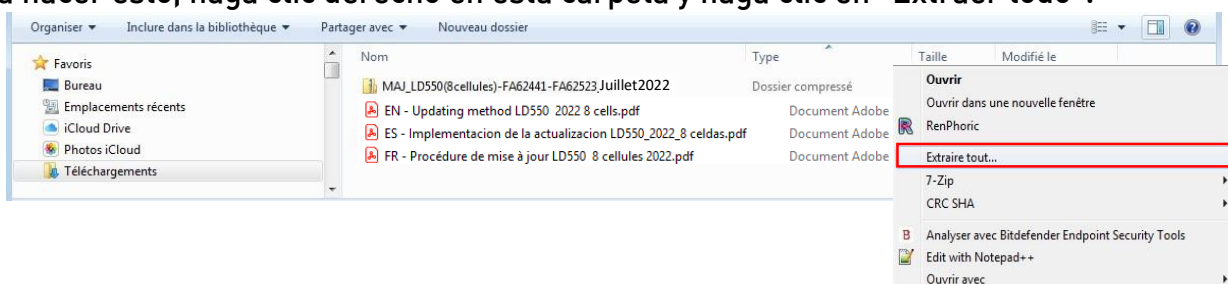 hacer esto, haga clic derecho en esta carpeta y haga clic en "Extraer todo".
Organiser Inclure dans la bibliothèque Partager avec Nouveau dossier
Favoris
Bureau
Emplacements récents
iCloud Drive
Photos iCloud
Téléchargements
Nom Type Taille Modifié le
MAJ_LD550(8cellules)-FA62441-FA62523_Juillet2022 Dossier compressé
EN - Updating method LD550 2022 8 cells.pdf Document Adobe
ES - Implementacion de la actualizacion LD550_2022_8 celdas.pdf Document Adobe
FR - Procédure de mise à jour LD550 8 cellules 2022.pdf Document Adobe
Ouvrir
Ouvrir dans une nouvelle fenêtre
RenPhoric
Extraire tout...
7-Zip
CRC SHA
Analyser avec Bitdefender Endpoint Security Tools
Edit with Notepad++
Ouvrir avec